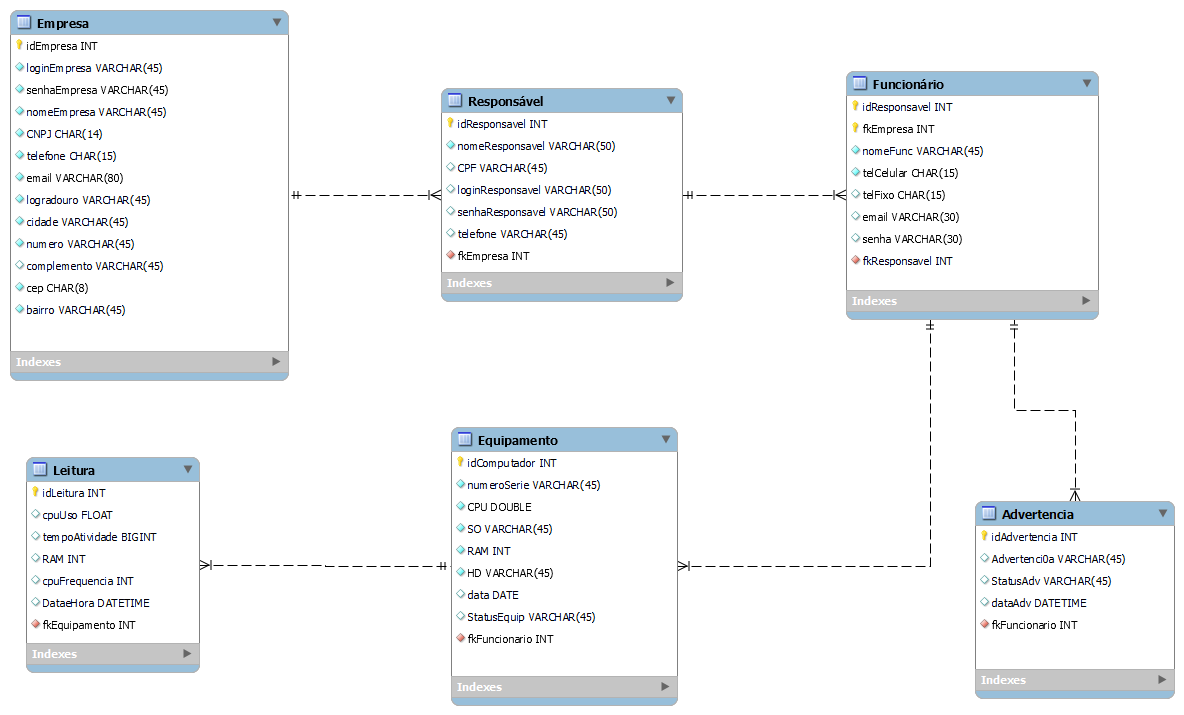 Empresa
idEmpresa INT
loginEmpresa VARCHAR(45)
senhaEmpresa VARCHAR(45)
nomeEmpresa VARCHAR(45)
CNPJ CHAR(14)
telefone CHAR(15)
email VARCHAR(80)
logradouro VARCHAR(45)
cidade VARCHAR(45)
numero VARCHAR(45)
complemento VARCHAR(45)
cep CHAR(8)
bairro VARCHAR(45)
Indexes
Responsável
idResponsavel INT
nomeResponsavel VARCHAR(50)
CPF VARCHAR(45)
loginResponsavel VARCHAR(50)
senhaResponsavel VARCHAR(50)
telefone VARCHAR(45)
fkEmpresa INT
Indexes
Funcionário
idResponsavel INT
fkEmpresa INT
nomeFunc VARCHAR(45)
telCelular CHAR(15)
telFixo CHAR(15)
email VARCHAR(30)
senha VARCHAR(30)
fkResponsavel INT
Indexes
Leitura
idLeitura INT
cpuUso FLOAT
tempoAtividade BIGINT
RAM INT
cpuFrequencia INT
DataeHora DATETIME
fkEquipamento INT
Indexes
Equipamento
idComputador INT
numeroSerie VARCHAR(45)
CPU DOUBLE
SO VARCHAR(45)
RAM INT
HD VARCHAR(45)
data DATE
StatusEquip VARCHAR(45)
fkFuncionario INT
Indexes
Advertencia
idAdvertencia INT
Advertenci0a VARCHAR(45)
StatusAdv VARCHAR(45)
dataAdv DATETIME
fkFuncionario INT
Indexes